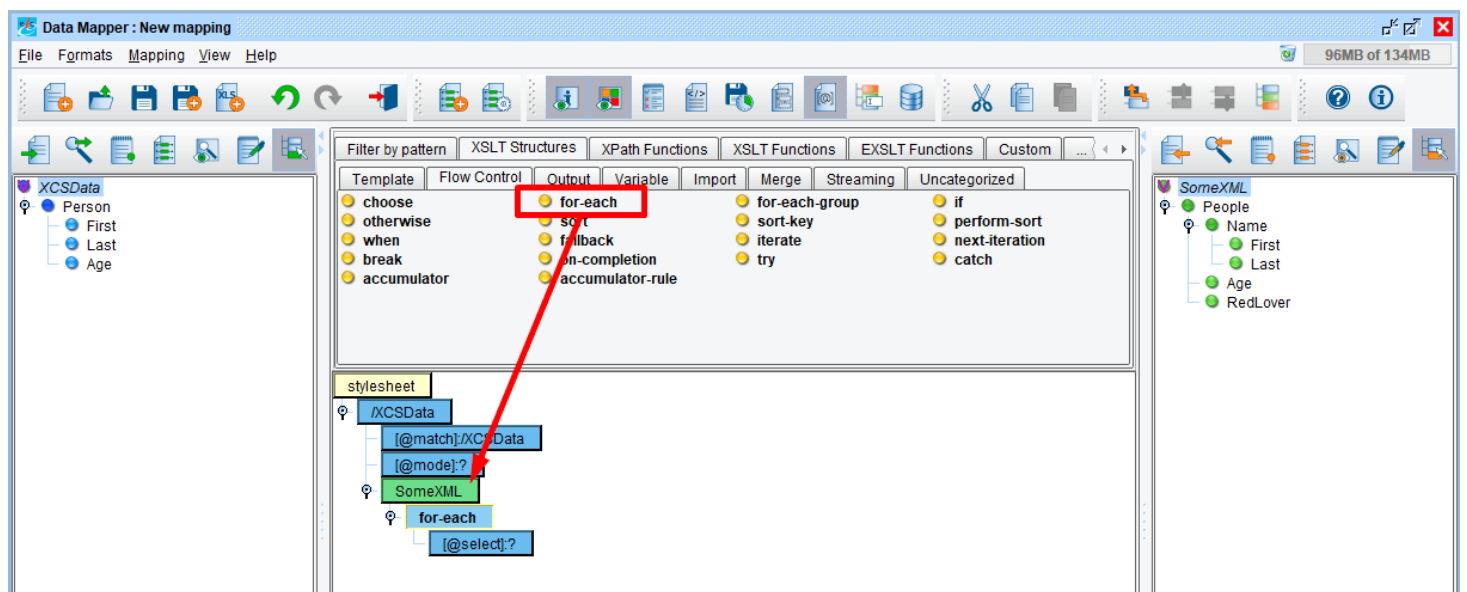 Data Mapper : New mapping
File Formats Mapping View Help
96MB of 134MB
XLS
Filter by pattern XSLT Structures XPath Functions XSLT Functions EXSLT Functions Custom ...
Template Flow Control Output Variable Import Merge Streaming Uncategorized
choose for-each for-each-group if
otherwise sort sort-key perform-sort
when fallback iterate next-iteration
break on-completion try catch
accumulator accumulator-rule
XCSData
Person
First
Last
Age
stylesheet
/XCSData
[@match]:/XCSData
[@mode]:?
SomeXML
for-each
[@select]:?
SomeXML
People
Name
First
Last
Age
RedLover